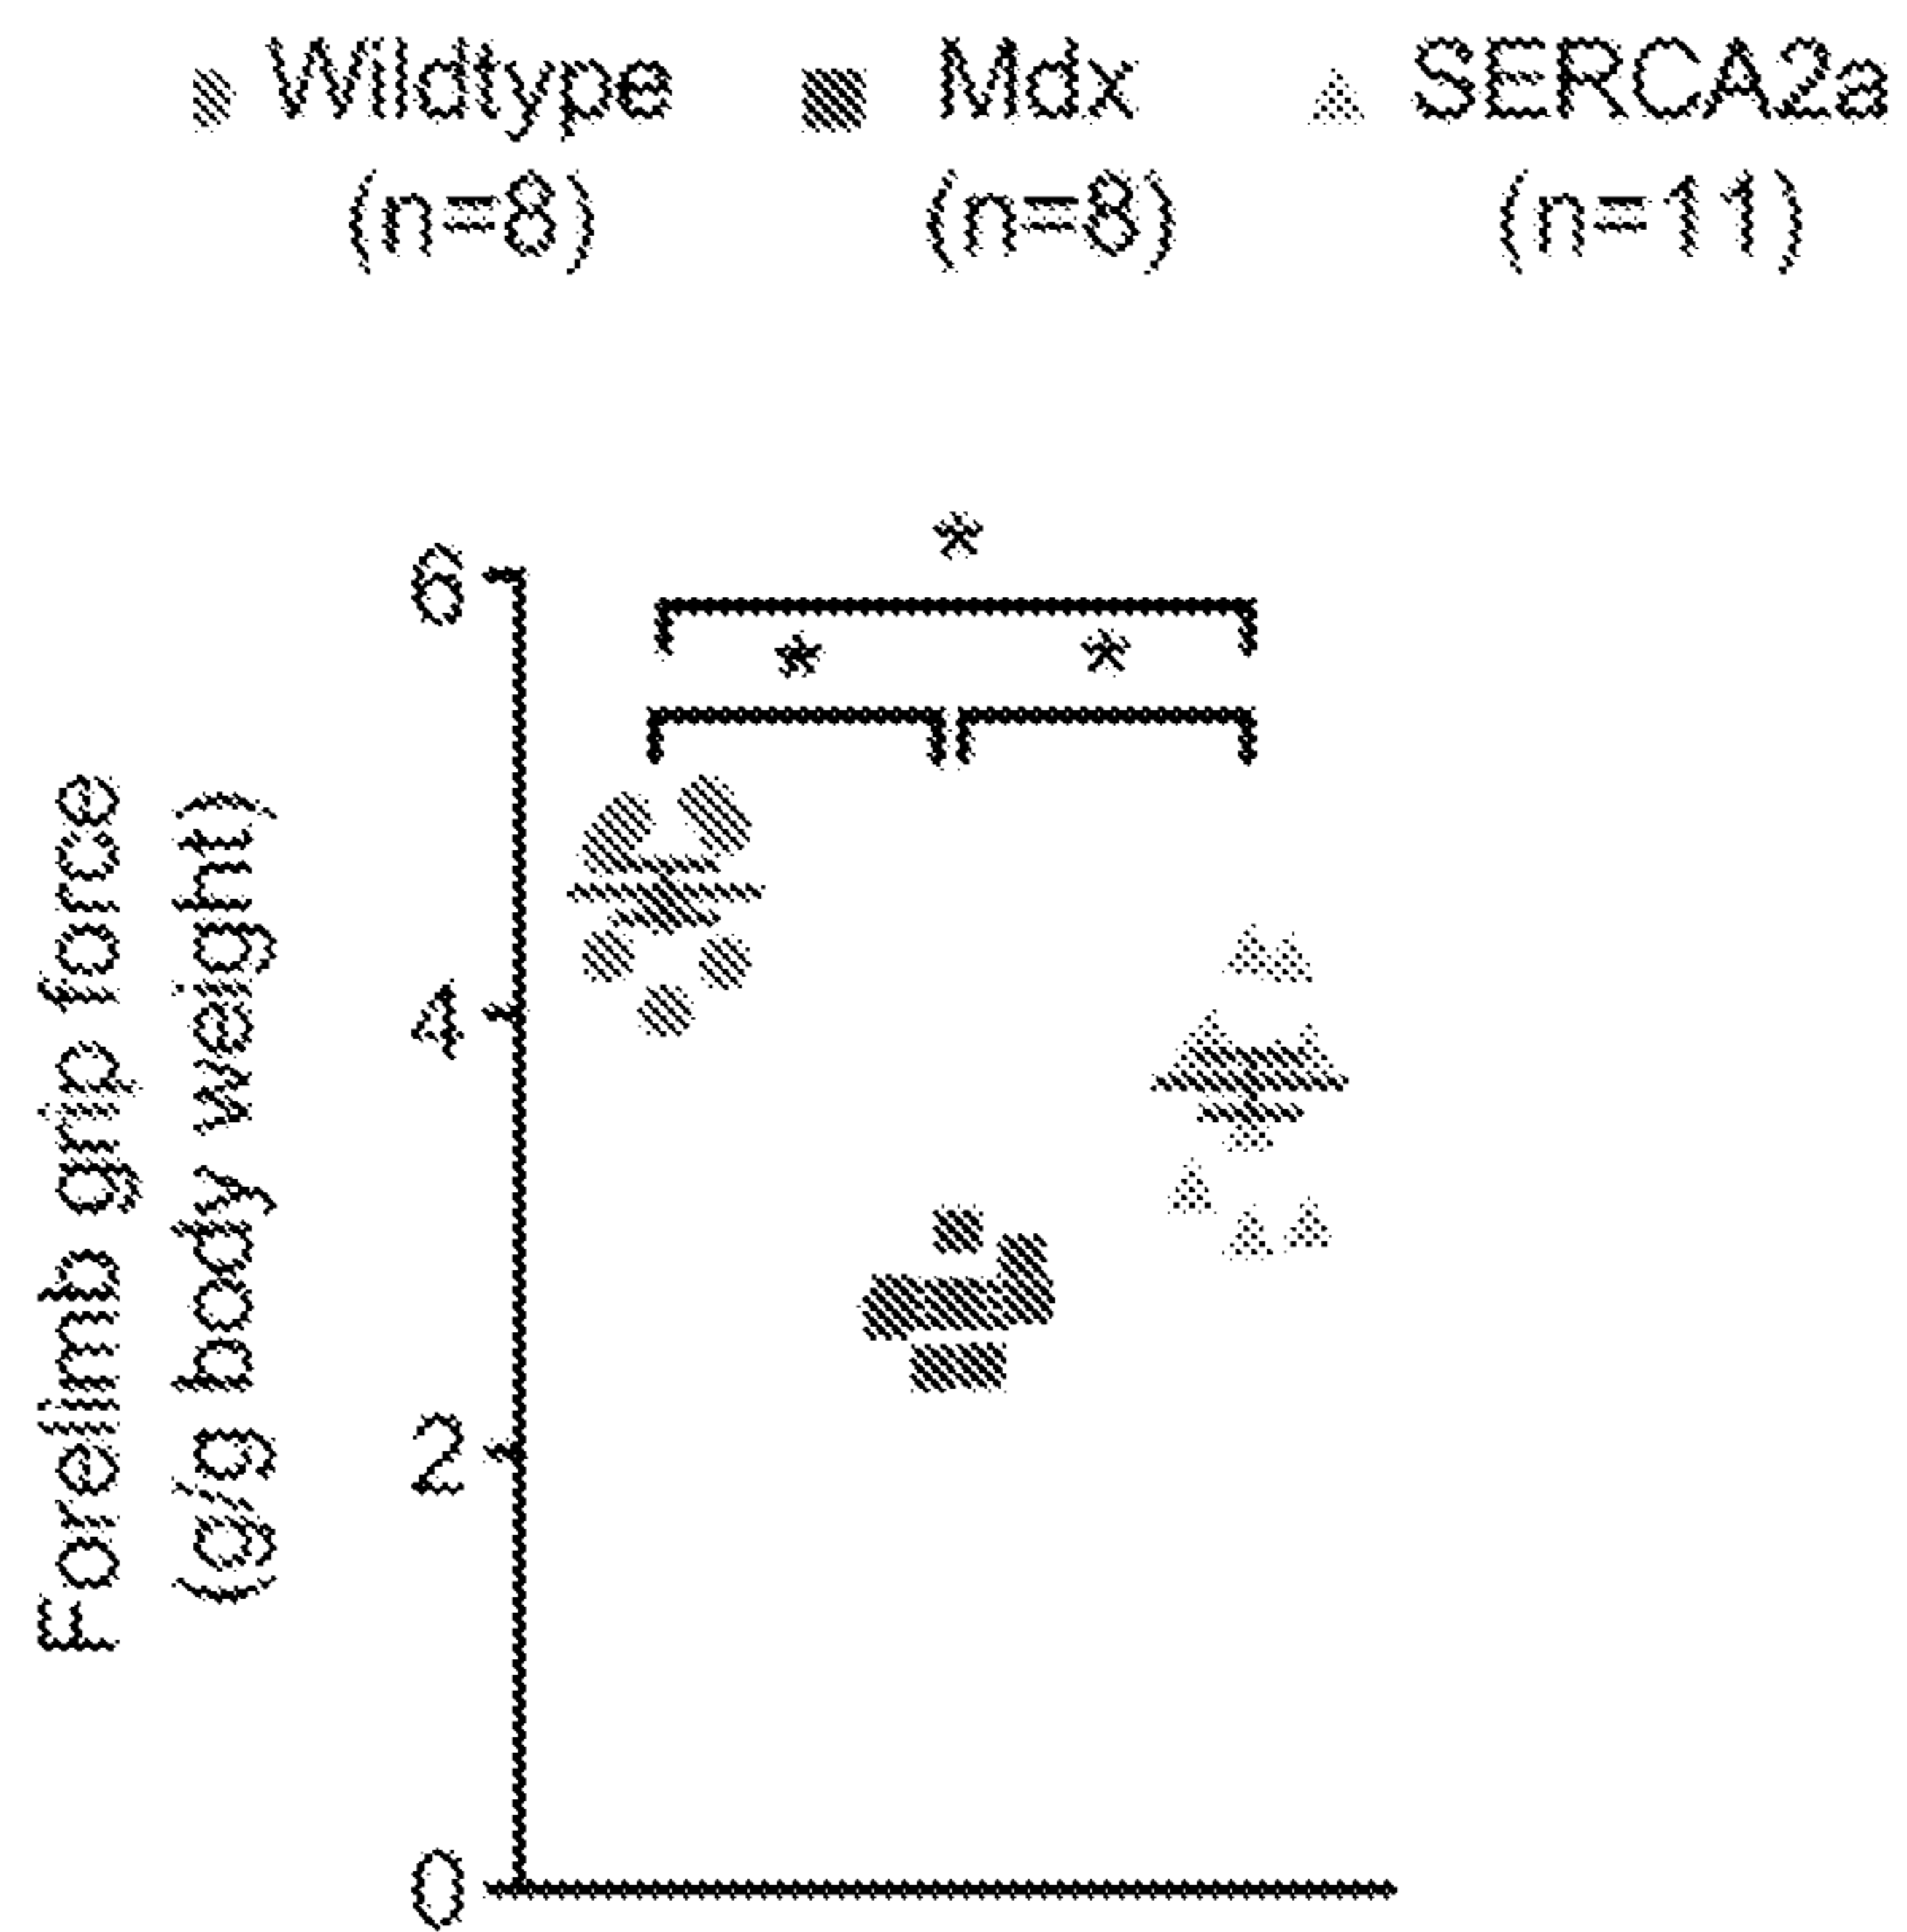 Wildtype Mdx SERCA2a
(n=8) (n=8) (n=11)
*
6
* *
4
2
0
Forelimb grip force
(g/g body weight)